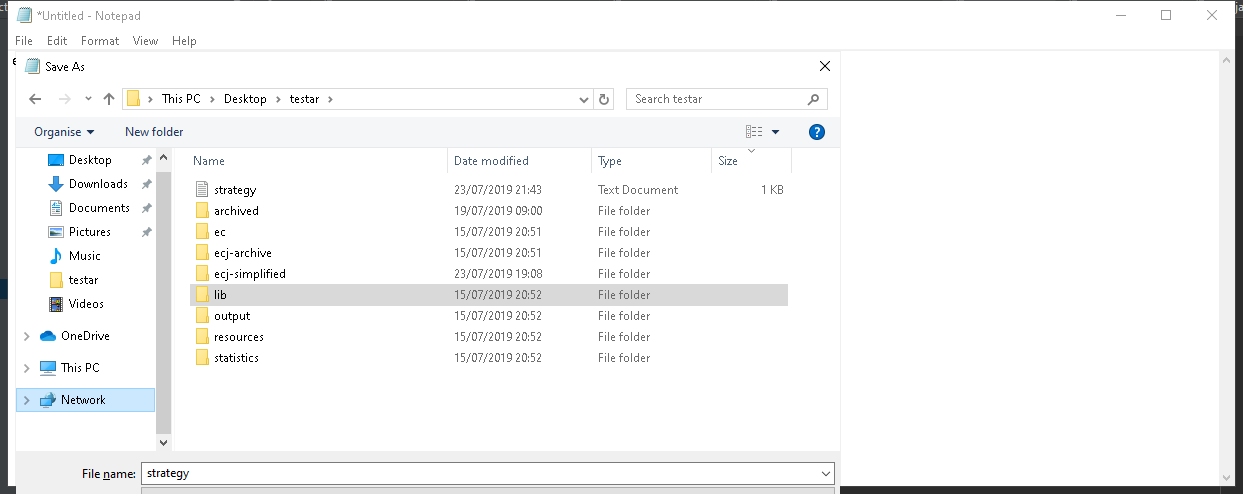 *Untitled - Notepad
File Edit Format View Help
Save As
This PC Desktop testar
Search testar
Organise New folder
Name Date modified Type Size
Desktop
Downloads
Documents
Pictures
Music
testar
Videos
OneDrive
This PC
Network
strategy 23/07/2019 21:43 Text Document 1 KB
archived 19/07/2019 09:00 File folder
ec 15/07/2019 20:51 File folder
ecj-archive 15/07/2019 20:51 File folder
ecj-simplified 23/07/2019 19:08 File folder
lib 15/07/2019 20:52 File folder
output 15/07/2019 20:52 File folder
resources 15/07/2019 20:52 File folder
statistics 15/07/2019 20:52 File folder
File name: strategy